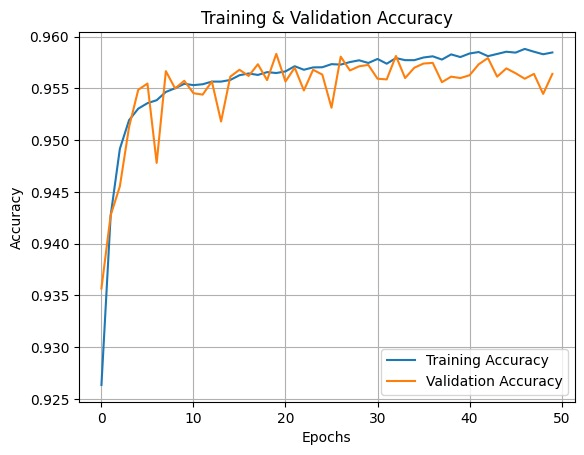 Training & Validation Accuracy
0.960
0.955
0.950
0.945
0.940
0.935
0.930
0.925
Accuracy
0
10
20
30
40
50
Epochs
Training Accuracy
Validation Accuracy